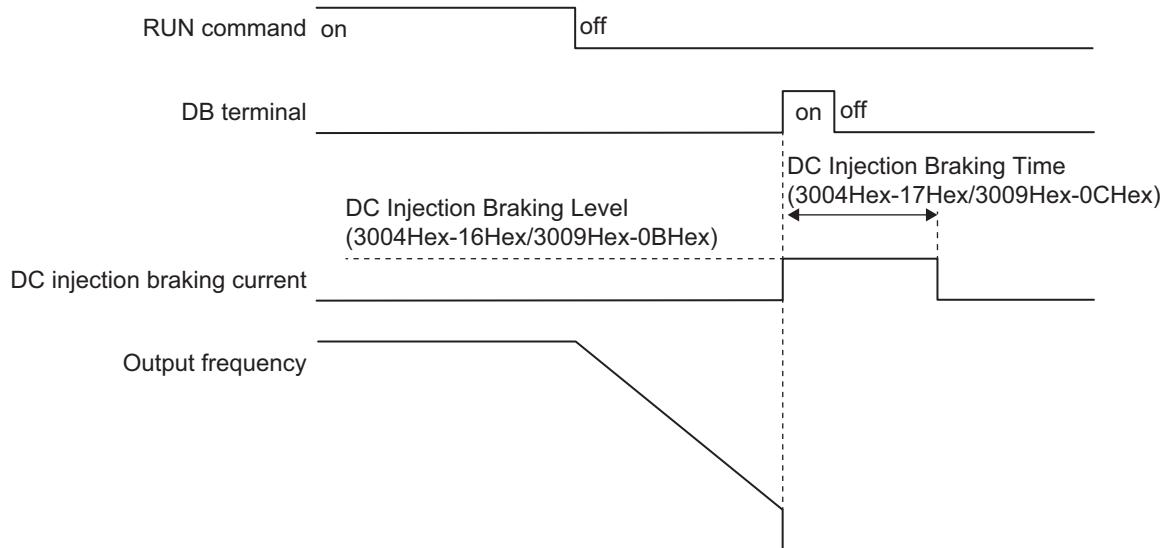 RUN command
on
off
DB terminal
on
off
DC Injection Braking Time
(3004Hex-17Hex/3009Hex-0CHex)
DC Injection Braking Level
(3004Hex-16Hex/3009Hex-0BHex)
DC injection braking current
Output frequency